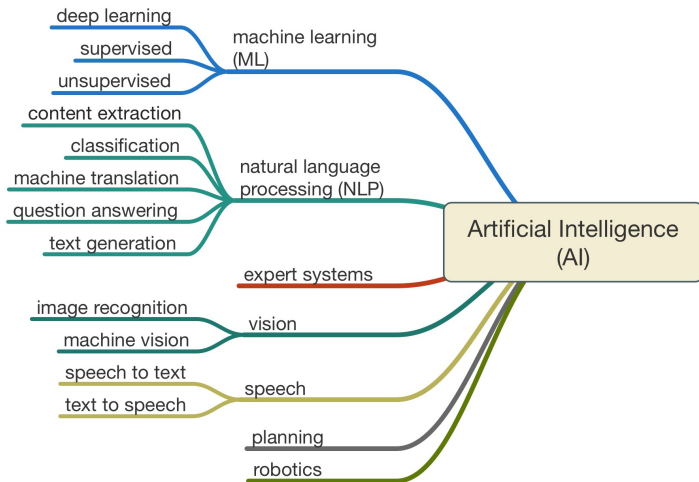 deep learning
supervised
unsupervised
machine learning
(ML)
content extraction
classification
machine translation
question answering
text generation
natural language
processing (NLP)
Artificial Intelligence
(AI)
expert systems
image recognition
machine vision
vision
speech to text
text to speech
speech
planning
robotics